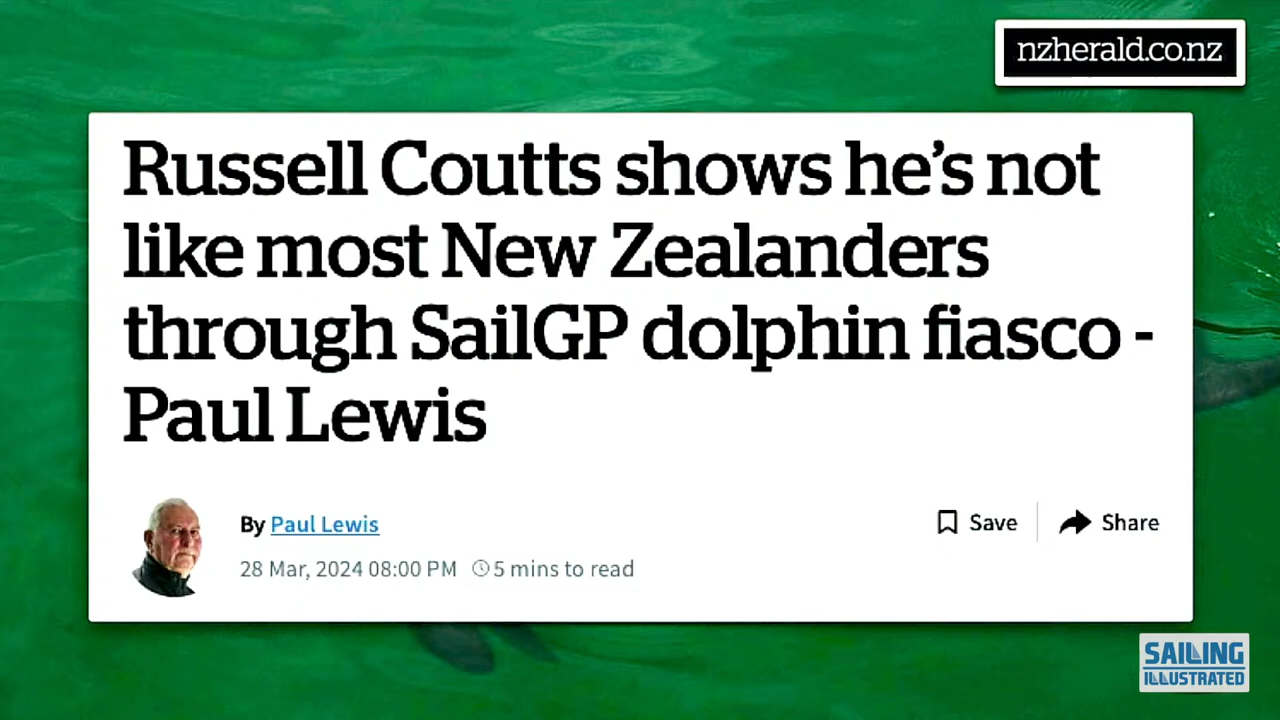 nzherald.co.nz
Russell Coutts shows he’s not
like most New Zealanders
through SailGP dolphin fiasco -
Paul Lewis
By Paul Lewis
Save
Share
28 Mar, 2024 08:00 PM
5 mins to read
SAILING
ILLUSTRATED